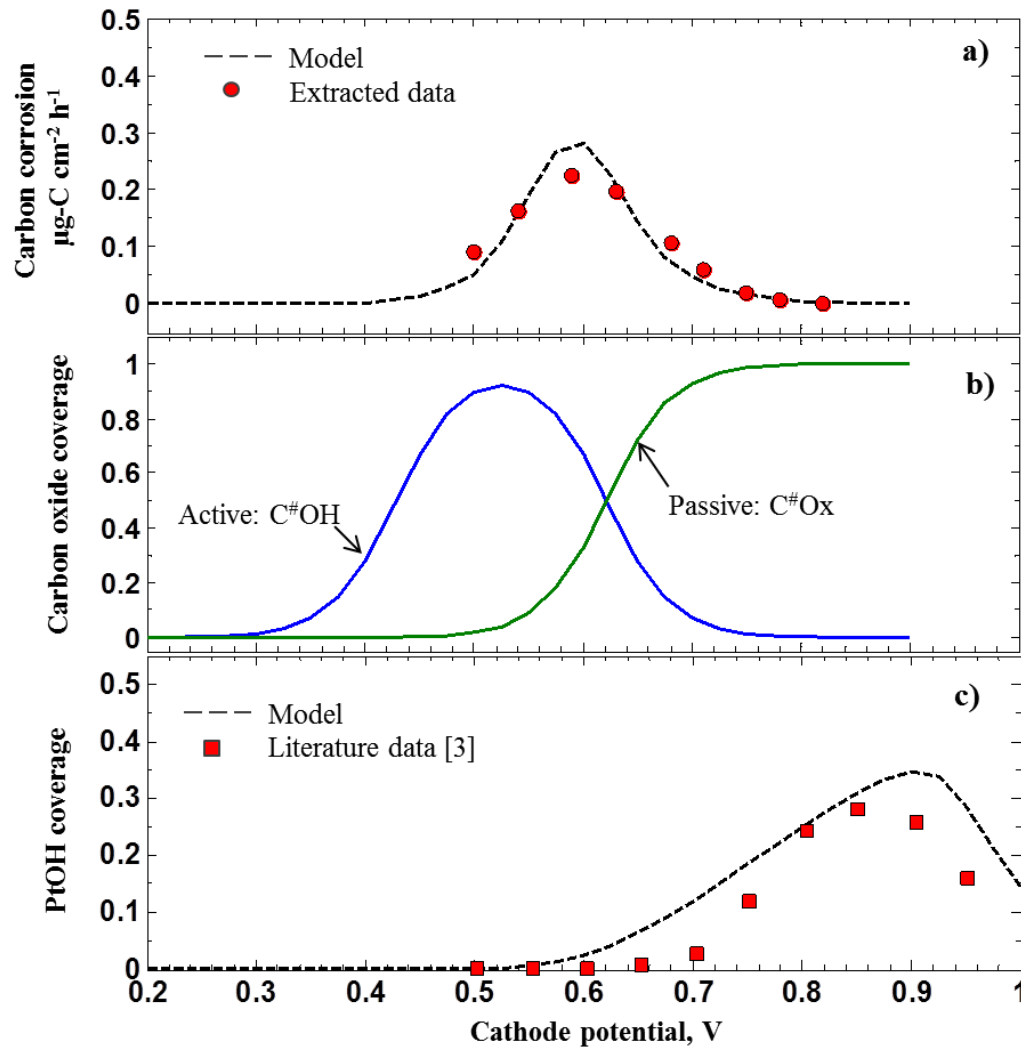 a)
0.5
0.4
0.3
0.2
0.1
0
Carbon corrosion
µg-C cm-2 h-1
Model
Extracted data
b)
1
0.8
0.6
0.4
0.2
0
Carbon oxide coverage
Active: C#OH
Passive: C#Ox
c)
0.5
0.4
0.3
0.2
0.1
0
PtOH coverage
Model
Literature data [3]
0.2 0.3 0.4 0.5 0.6 0.7 0.8 0.9 1
Cathode potential, V